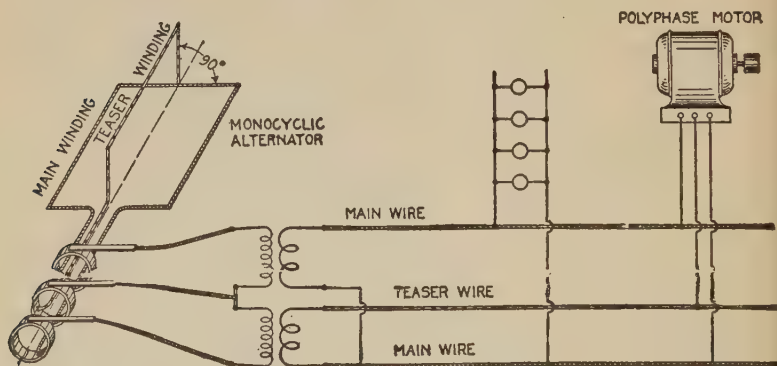 POLYPHASE MOTOR
MAIN WINDING
TEASER WINDING
90°
MONOCYCLIC
ALTERNATOR
MAIN WIRE
TEASER WIRE
MAIN WIRE